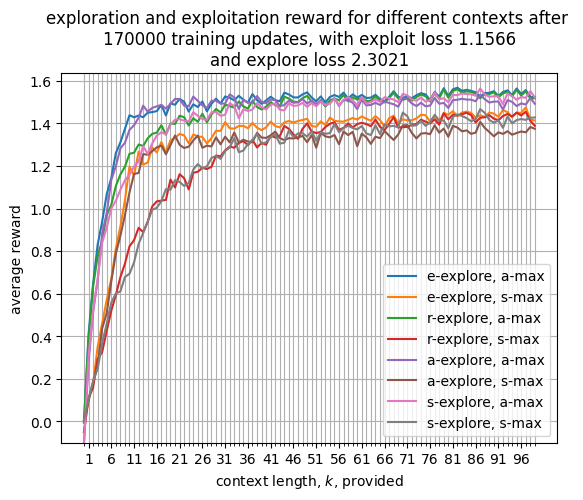 exploration and exploitation reward for different contexts after
170000 training updates, with exploit loss 1.1566
and explore loss 2.3021
1.6
1.4
1.2
1.0
0.8
0.6
0.4
0.2
0.0
average reward
e-explore, a-max
e-explore, s-max
r-explore, a-max
r-explore, s-max
a-explore, a-max
a-explore, s-max
s-explore, a-max
s-explore, s-max
1 6 11 16 21 26 31 36 41 46 51 56 61 66 71 76 81 86 91 96
context length, k, provided